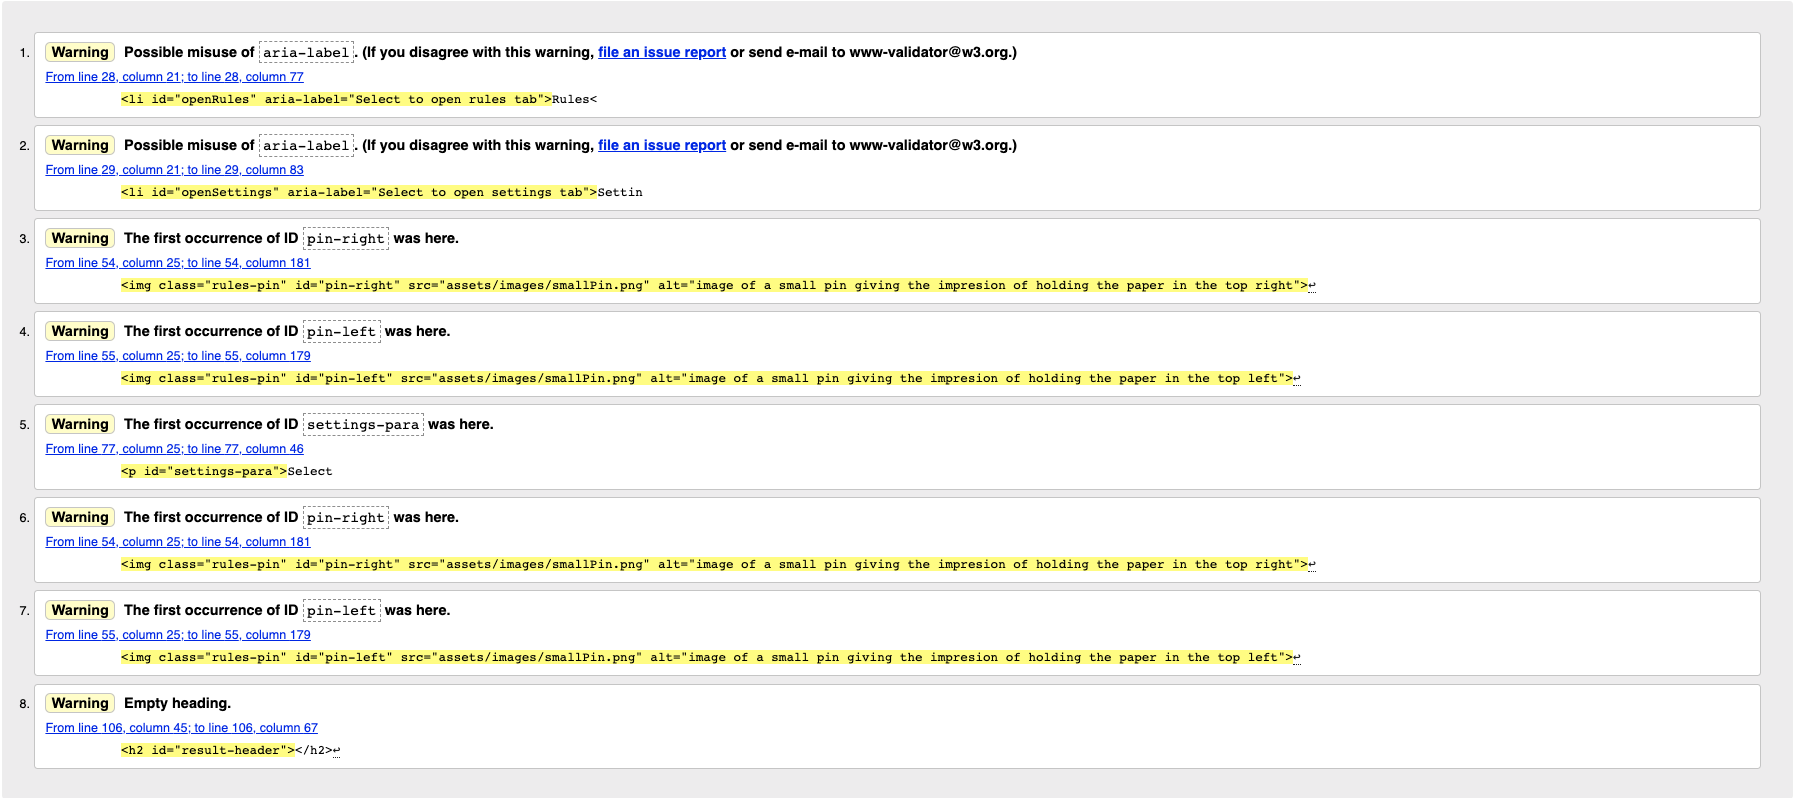 1. Warning Possible misuse of aria-label. (If you disagree with this warning, file an issue report or send e-mail to www-validator@w3.org.)
From line 28, column 21; to line 28, column 77
<li id="openRules" aria-label="Select to open rules tab">Rules<
2. Warning Possible misuse of aria-label. (If you disagree with this warning, file an issue report or send e-mail to www-validator@w3.org.)
From line 29, column 21; to line 29, column 83
<li id="openSettings" aria-label="Select to open settings tab">Settin
3. Warning The first occurrence of ID pin-right was here.
From line 54, column 25; to line 54, column 181
<img class="rules-pin" id="pin-right" src="assets/images/smallPin.png" alt="image of a small pin giving the impresion of holding the paper in the top right">↩
4. Warning The first occurrence of ID pin-left was here.
From line 55, column 25; to line 55, column 179
<img class="rules-pin" id="pin-left" src="assets/images/smallPin.png" alt="image of a small pin giving the impresion of holding the paper in the top left">↩
5. Warning The first occurrence of ID settings-para was here.
From line 77, column 25; to line 77, column 46
<p id="settings-para">Select
6. Warning The first occurrence of ID pin-right was here.
From line 54, column 25; to line 54, column 181
<img class="rules-pin" id="pin-right" src="assets/images/smallPin.png" alt="image of a small pin giving the impresion of holding the paper in the top right">↩
7. Warning The first occurrence of ID pin-left was here.
From line 55, column 25; to line 55, column 179
<img class="rules-pin" id="pin-left" src="assets/images/smallPin.png" alt="image of a small pin giving the impresion of holding the paper in the top left">↩
8. Warning Empty heading.
From line 106, column 45; to line 106, column 67
<h2 id="result-header"></h2>↩